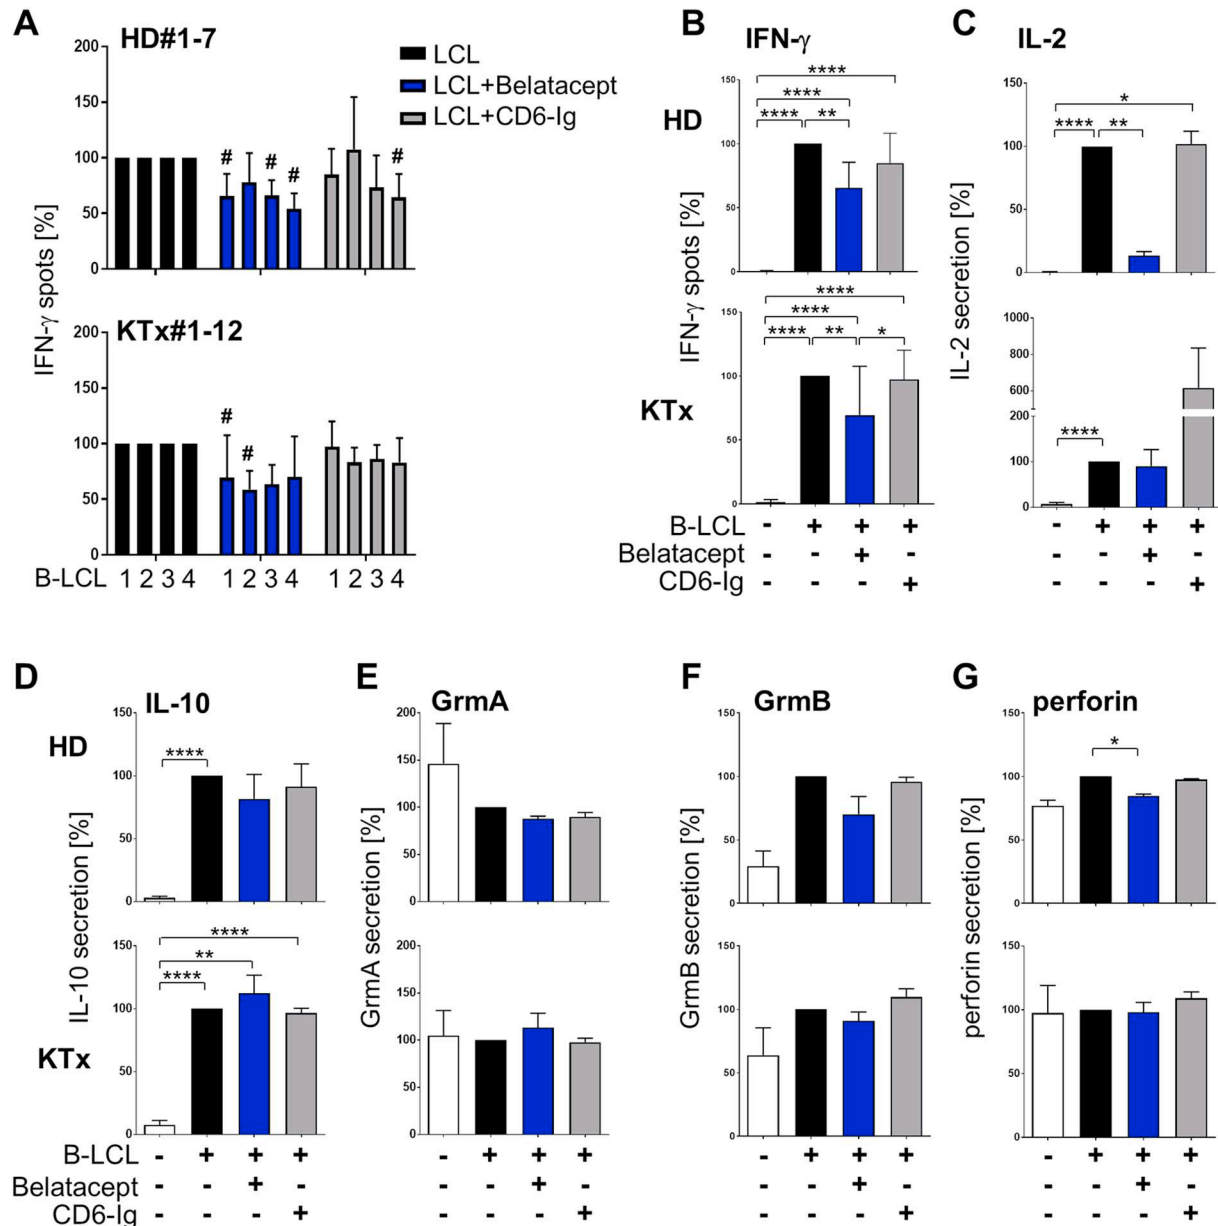 A
HD#1-7
LCL
LCL+Belatacept
LCL+CD6-Ig
200
150
100
50
0
# # # #
IFN-γ spots [%]
KTx#1-12
200
150
100
50
0
# #
B-LCL 1 2 3 4 1 2 3 4 1 2 3 4
B IFN-γ
HD
150
100
50
0
****
****
**** **
IFN-γ spots [%]
KTx
150
100
50
0
****
****
**** ** *
B-LCL - + + +
Belatacept - - + -
CD6-Ig - - - +
C IL-2
150
100
50
0
*
**** **
IL-2 secretion [%]
1000
800
600
200
100
0
****
- + + +
- - + -
- - - +
D IL-10
HD
150
100
50
0
****
IL-10 secretion [%]
KTx
150
100
50
0
****
**
****
B-LCL - + + +
Belatacept - - + -
CD6-Ig - - - +
E GrmA
200
150
100
50
0
GrmA secretion [%]
200
150
100
50
0
- + + +
- - + -
- - - +
F GrmB
150
100
50
0
GrmB secretion [%]
150
100
50
0
- + + +
- - + -
- - - +
G perforin
150
100
50
0
*
perforin secretion [%]
150
100
50
0
- + + +
- - + -
- - - +